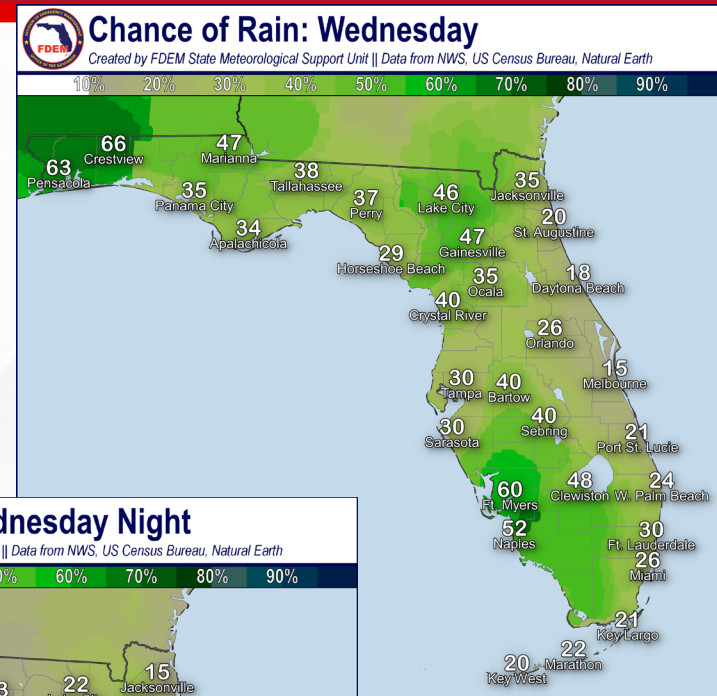 Chance of Rain: Wednesday
FDEM
Created by FDEM State Meteorological Support Unit || Data from NWS, US Census Bureau, Natural Earth
10% 20% 30% 40% 50% 60% 70% 80% 90%
66
Crestview
47
Marianna
63
Pensacola
38
Tallahassee
35
Panama City
37
Perry
46
Lake City
35
Jacksonville
34
Apalachicola
20
St. Augustine
47
Gainesville
29
Horseshoe Beach
35
Ocala
18
Daytona Beach
40
Crystal River
26
Orlando
15
Melbourne
30
Tampa
40
Bartow
40
Sebring
30
Sarasota
21
Port St. Lucie
60
Ft. Myers
48
Clewiston
24
W. Palm Beach
52
Naples
30
Ft. Lauderdale
26
Miami
21
Key Largo
22
Marathon
20
Key West
dnesday Night
|| Data from NWS, US Census Bureau, Natural Earth
0% 60% 70% 80% 90%
3
22
15
Jacksonville